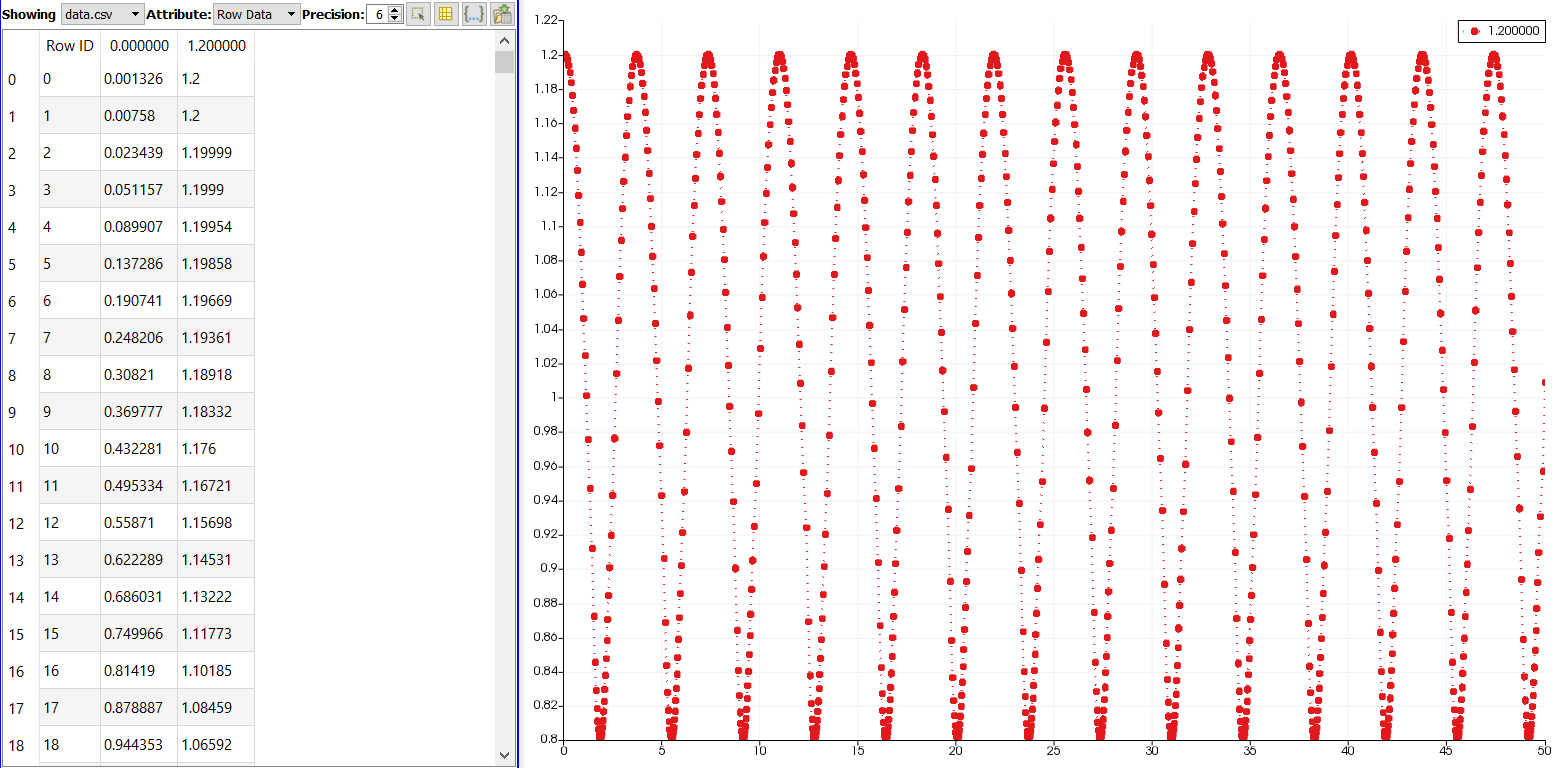 Showing data.csv Attribute: Row Data Precision: 6 {...}
Row ID 0.000000 1.200000
0 0 0.001326 1.2
1 1 0.00758 1.2
2 2 0.023439 1.19999
3 3 0.051157 1.1999
4 4 0.089907 1.19954
5 5 0.137286 1.19858
6 6 0.190741 1.19669
7 7 0.248206 1.19361
8 8 0.30821 1.18918
9 9 0.369777 1.18332
10 10 0.432281 1.176
11 11 0.495334 1.16721
12 12 0.55871 1.15698
13 13 0.622289 1.14531
14 14 0.686031 1.13222
15 15 0.749966 1.11773
16 16 0.81419 1.10185
17 17 0.878887 1.08459
18 18 0.944353 1.06592
1.22
1.2
1.18
1.16
1.14
1.12
1.1
1.08
1.06
1.04
1.02
1
0.98
0.96
0.94
0.92
0.9
0.88
0.86
0.84
0.82
0.8
0 5 10 15 20 25 30 35 40 45 50
1.200000